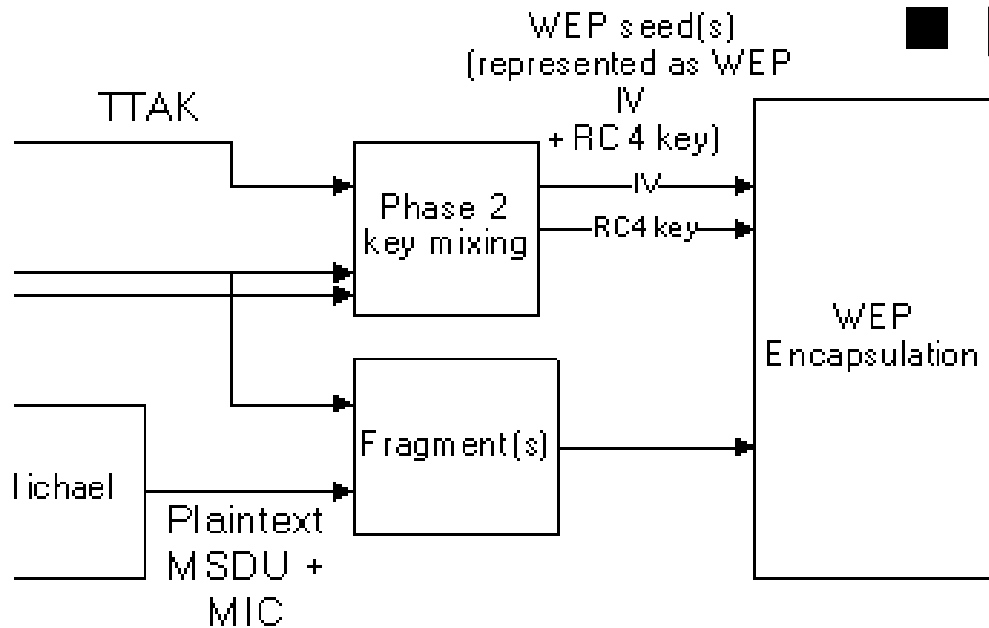 WEP seed(s)
(represented as WEP
IV
+ RC4 key)
TTAK
IV
Phase 2
key mixing
RC4 key
WEP
Encapsulation
Fragment(s)
Plaintext
MSDU +
MIC